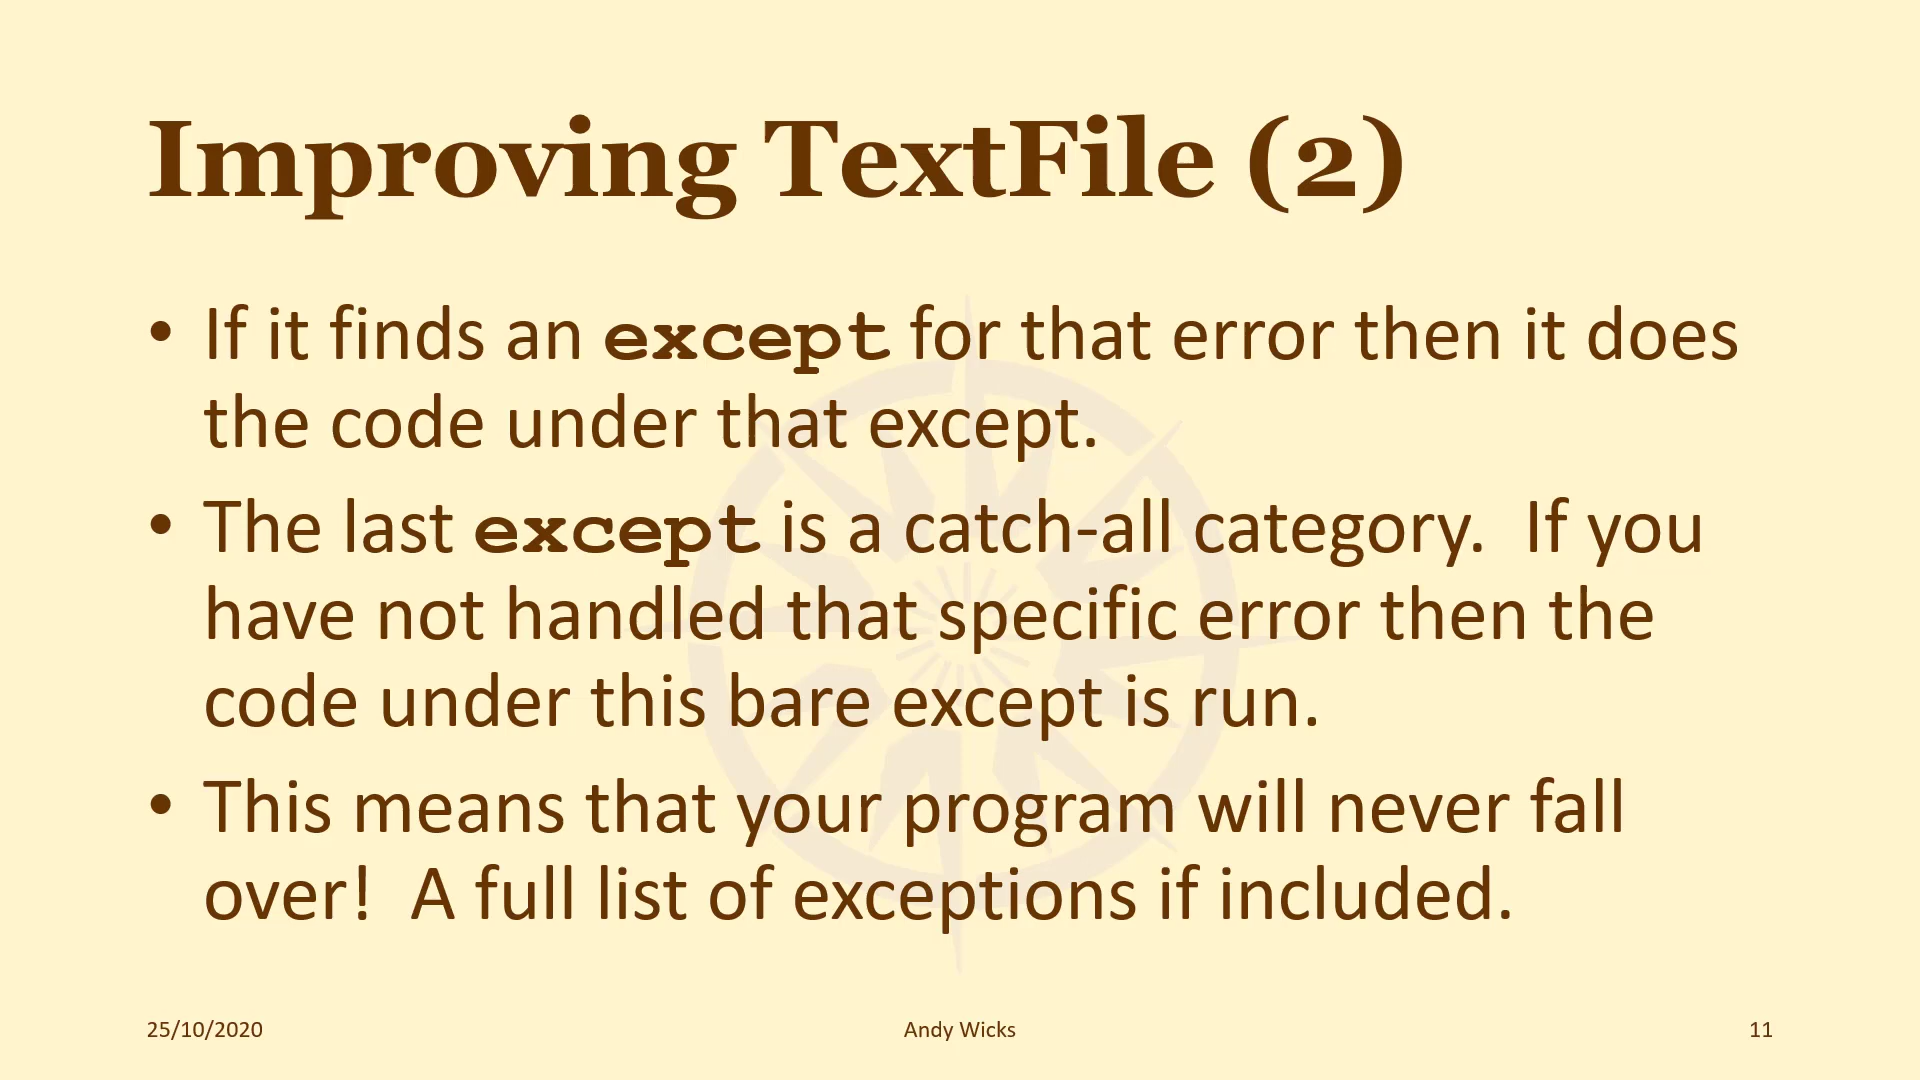 Improving TextFile (2)
• If it finds an except for that error then it does
the code under that except.
• The last except is a catch-all category.  If you
have not handled that specific error then the
code under this bare except is run.
• This means that your program will never fall
over!  A full list of exceptions if included.
25/10/2020
Andy Wicks
11